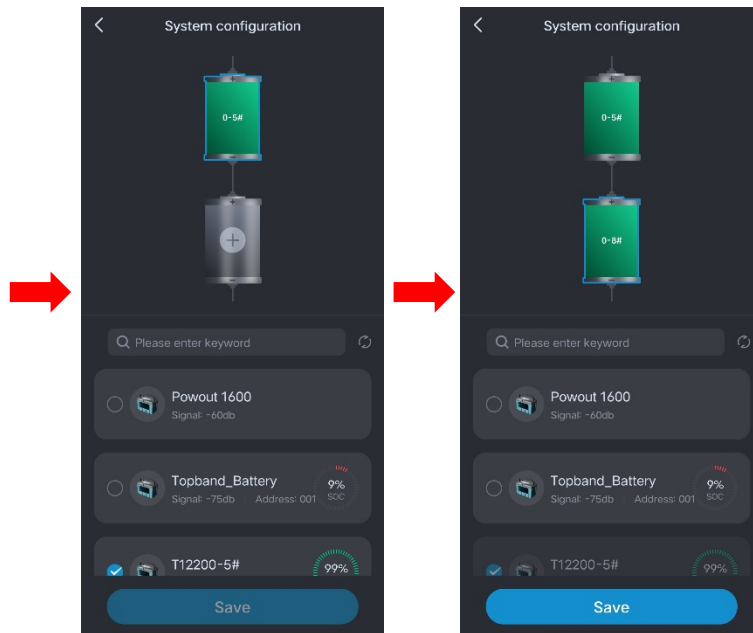 System configuration
+
0-5#
-
+
+
-
Please enter keyword
Powout 1600
Signal: -60db
Topband_Battery
Signal: -75db
Address: 001
9%
SOC
T12200-5#
99%
Save
System configuration
+
0-5#
-
+
0-8#
-
Please enter keyword
Powout 1600
Signal: -60db
Topband_Battery
Signal: -75db
Address: 001
9%
SOC
T12200-5#
99%
Save